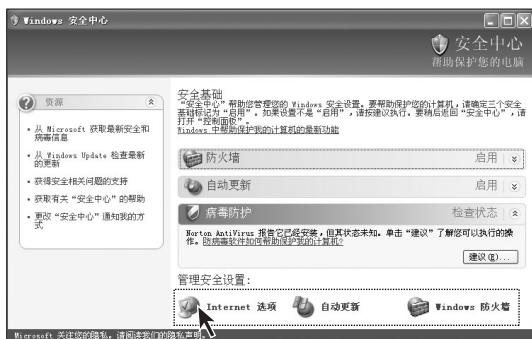 Windows 安全中心
安全中心
帮助保护您的电脑
资源
• 从 Microsoft 获取最新安全和
病毒信息
• 从 Windows Update 检查最新
的更新
• 获得安全相关问题的支持
• 获取有关“安全中心”的帮助
• 更改“安全中心”通知我的方
式
安全基础
“安全中心”帮助您管理您的 Windows 安全设置。要帮助保护您的计算机，请确定三个安全
基础标记为“启用”。如果设置不是“启用”，请按建议执行。要稍后返回“安全中心”，请
打开“控制面板”。
Windows 中帮助保护我的计算机的最新功能
防火墙 启用
自动更新 启用
病毒防护 检查状态
Norton AntiVirus 报告它已经安装，但其状态未知。单击“建议”了解您可以执行的操
作。防病毒软件如何帮助保护我的计算机?
建议(E)...
管理安全设置:
Internet 选项 自动更新 Windows 防火墙
Microsoft 关注您的隐私。请阅读我们的隐私声明。